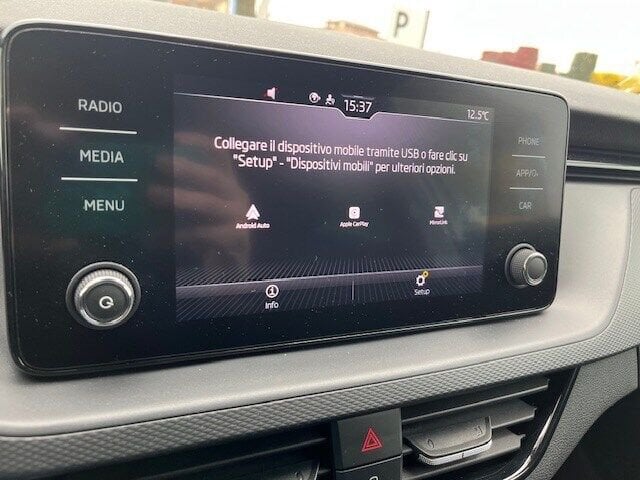 P
RADIO
MEDIA
MENU
15:37
12.5°C
Collegare il dispositivo mobile tramite USB o fare clic su
"Setup" - "Dispositivi mobili" per ulteriori opzioni.
Android Auto
Apple CarPlay
MirrorLink
Info
Setup
PHONE
APP/
CAR